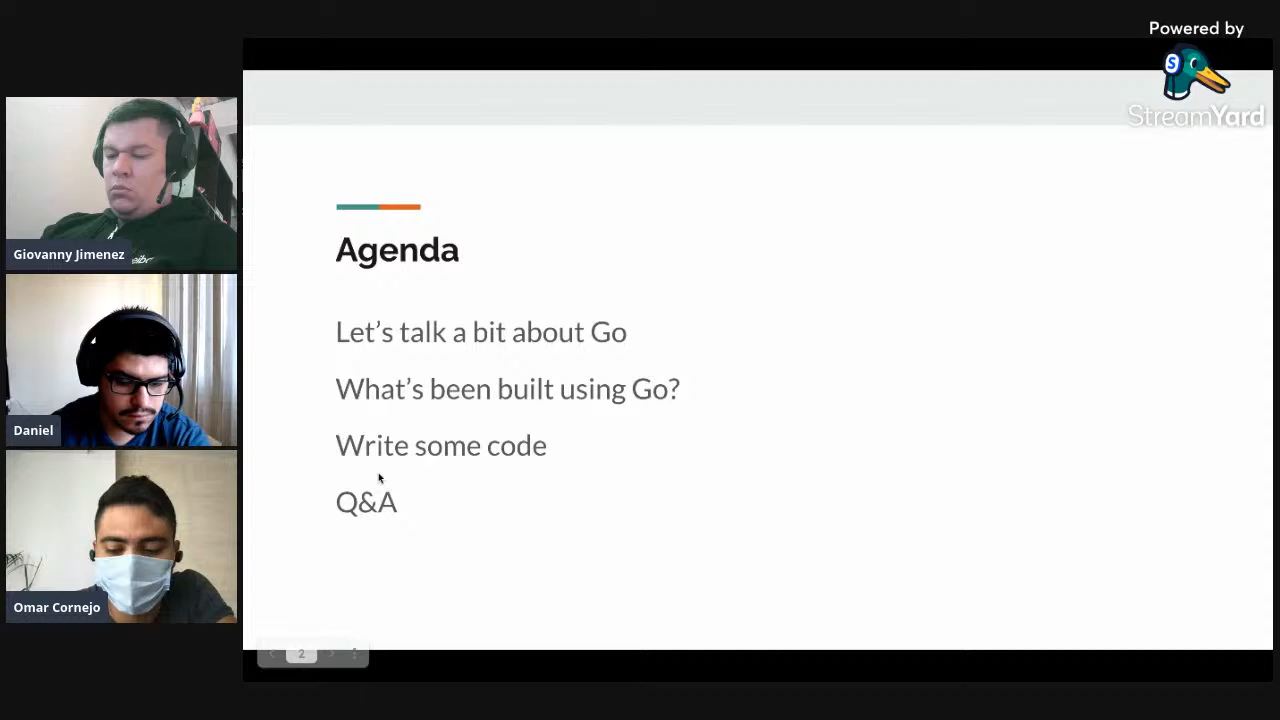 Powered by
StreamYard
Giovanny Jimenez
Daniel
Omar Cornejo
Agenda
Let's talk a bit about Go
What's been built using Go?
Write some code
Q&A
2